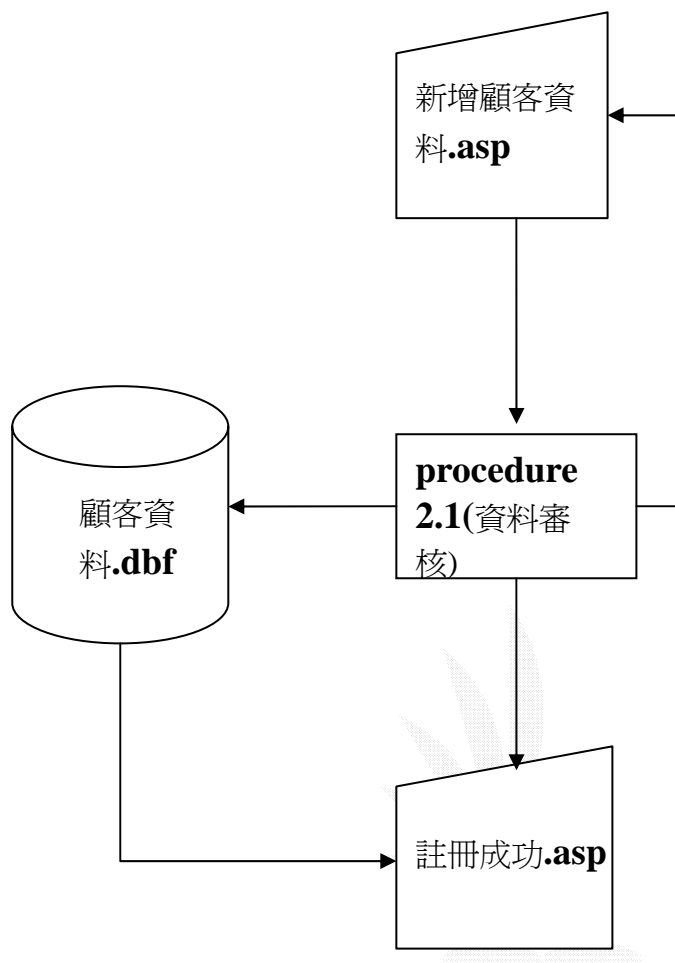 新增顧客資
料.asp
procedure
2.1(資料審
核)
顧客資
料.dbf
註冊成功.asp